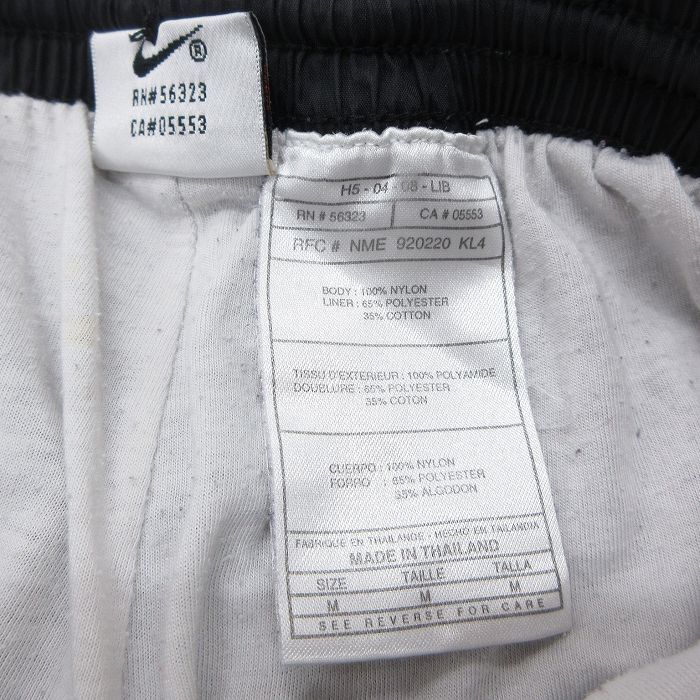 ®
RN#56323
CA#05553
H5 - 04 - 08 - LIB
RN # 56323 CA # 05553
RFC # NME 920220 KL4
BODY : 100% NYLON
LINER : 65% POLYESTER
35% COTTON
TISSU D'EXTERIEUR : 100% POLYAMIDE
DOUELURE : 65% POLYESTER
35% COTON
CUERPO : 100% NYLON
FORRO : 65% POLYESTER
35% ALGODON
FABRIQUE EN THAILANDE - HECHO EN TAILANDIA
MADE IN THAILAND
SIZE TAILLE TALLA
M M M
SEE REVERSE FOR CARE